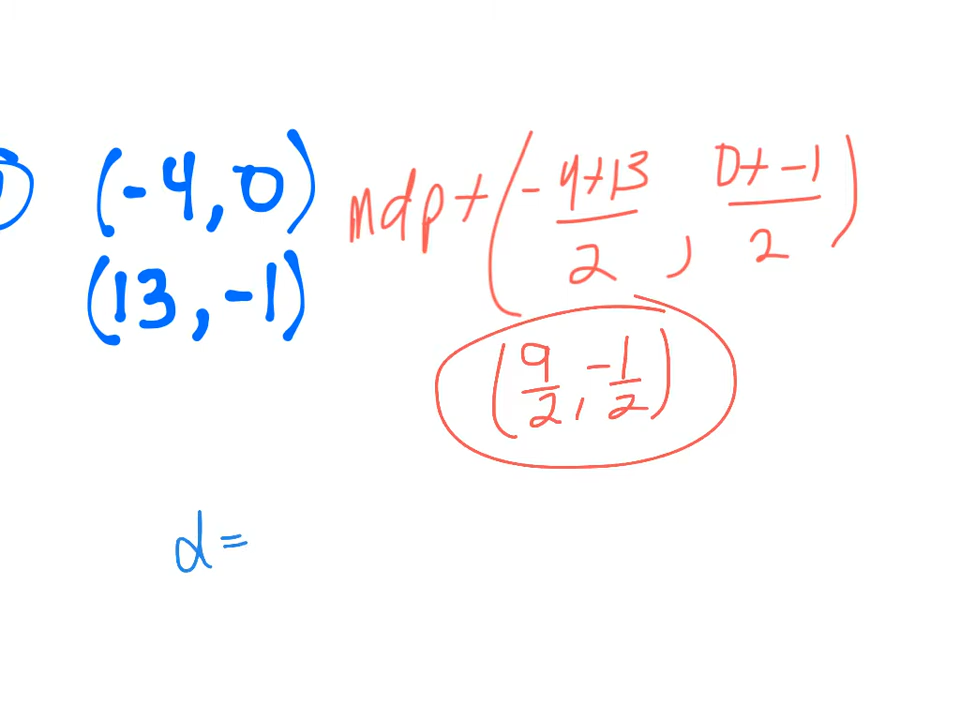 (-4,0) mdpt (-4+13/2, 0+-1/2)
(13,-1)
(9/2, -1/2)
d=